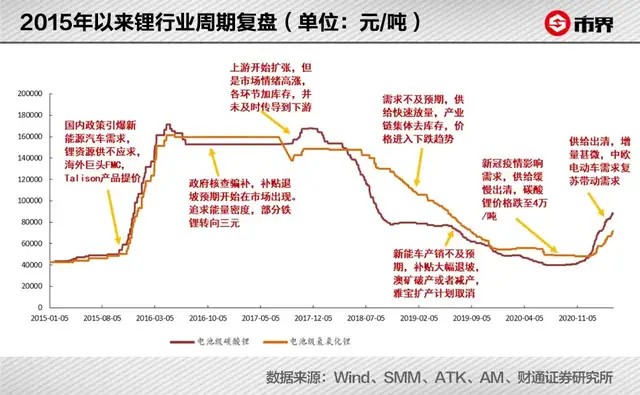 2015年以来锂行业周期复盘（单位：元/吨）
市界
200000
180000
160000
140000
120000
100000
80000
60000
40000
20000
0
国内政策引爆新
能源汽车需求，
锂资源供不应求，
海外巨头FMC,
Talison产品提价
上游开始扩张，但
是市场情绪高涨，
各环节加库存，并
未及时传导到下游
政府核查骗补，补贴退
坡预期开始在市场出现。
追求能量密度，部分铁
锂转向三元
需求不及预期，供
给快速放量，产业
链集体去库存，价
格进入下跌趋势
新能车产销不及预
期，补贴大幅退坡，
澳矿破产或者减产，
雅宝扩产计划取消
新冠疫情影响
需求，供给缓
慢出清，碳酸
锂价格跌至4万
/吨
供给出清，增
量甚微，中欧
电动车需求复
苏带动需求
2015-01-05
2015-08-05
2016-03-05
2016-10-05
2017-05-05
2017-12-05
2018-07-05
2019-02-05
2019-09-05
2020-04-05
2020-11-05
电池级碳酸锂
电池级氢氧化锂
数据来源：Wind、SMM、ATK、AM、财通证券研究所